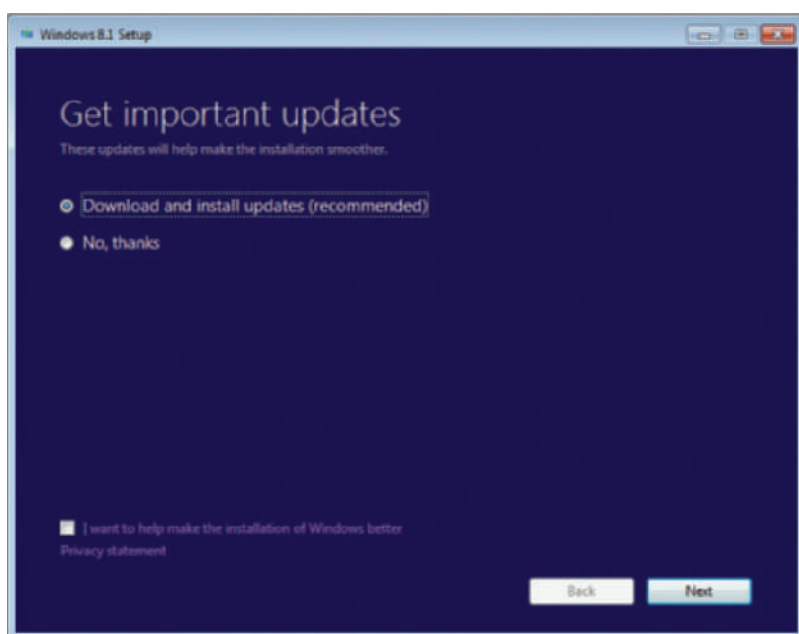 Windows 8.1 Setup
Get important updates
These updates will help make the installation smoother.
Download and install updates (recommended)
No, thanks
I want to help make the installation of Windows better
Privacy statement
Back
Next